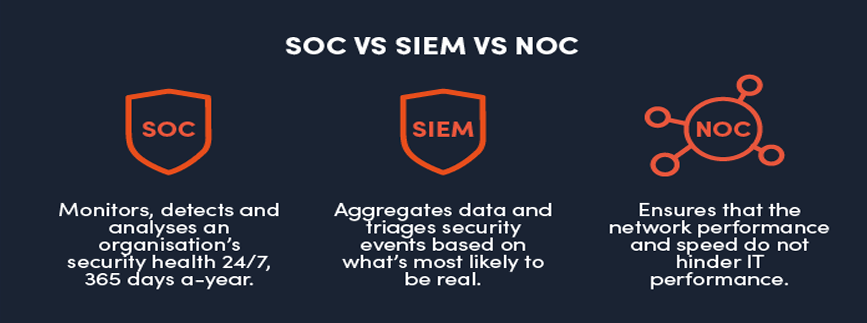 SOC VS SIEM VS NOC
SOC
Monitors, detects and
analyses an
organisation's
security health 24/7,
365 days a-year.
SIEM
Aggregates data and
triages security
events based on
what's most likely to
be real.
NOC
Ensures that the
network performance
and speed do not
hinder IT
performance.